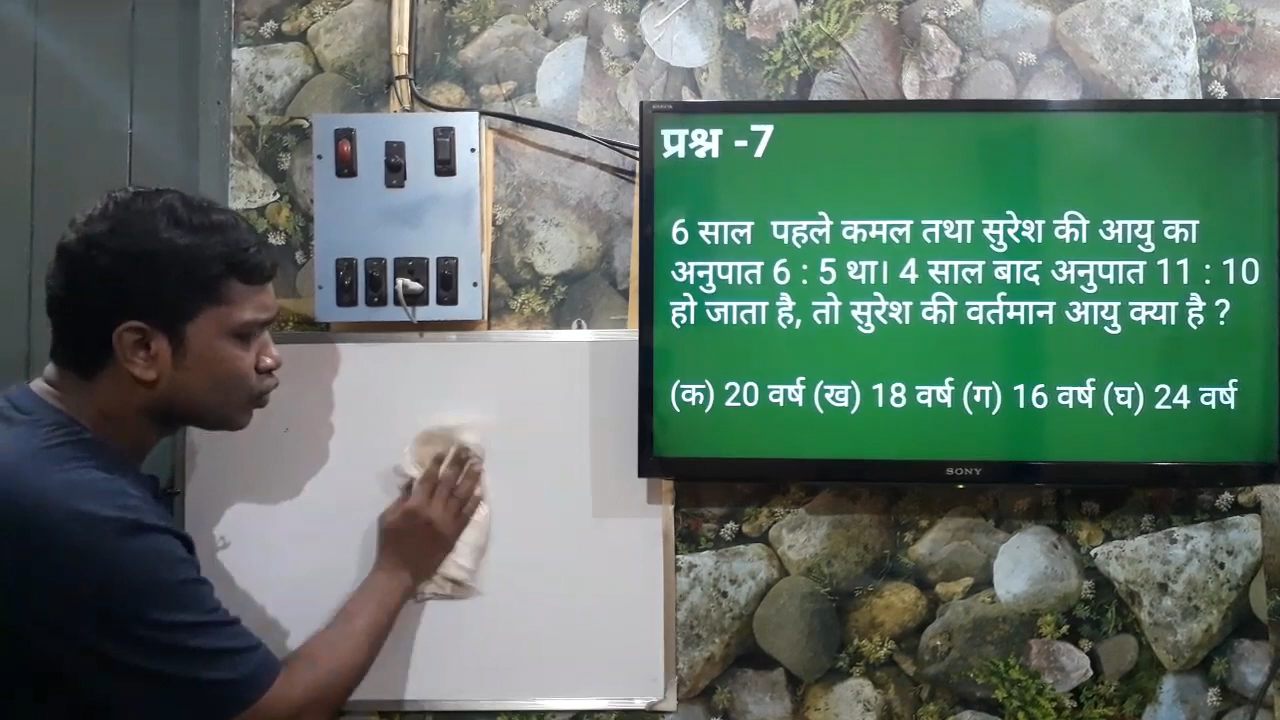 प्रश्न -7
6 साल पहले कमल तथा सुरेश की आयु का
अनुपात 6 : 5 था। 4 साल बाद अनुपात 11 : 10
हो जाता है, तो सुरेश की वर्तमान आयु क्या है ?
(क) 20 वर्ष (ख) 18 वर्ष (ग) 16 वर्ष (घ) 24 वर्ष
SONY